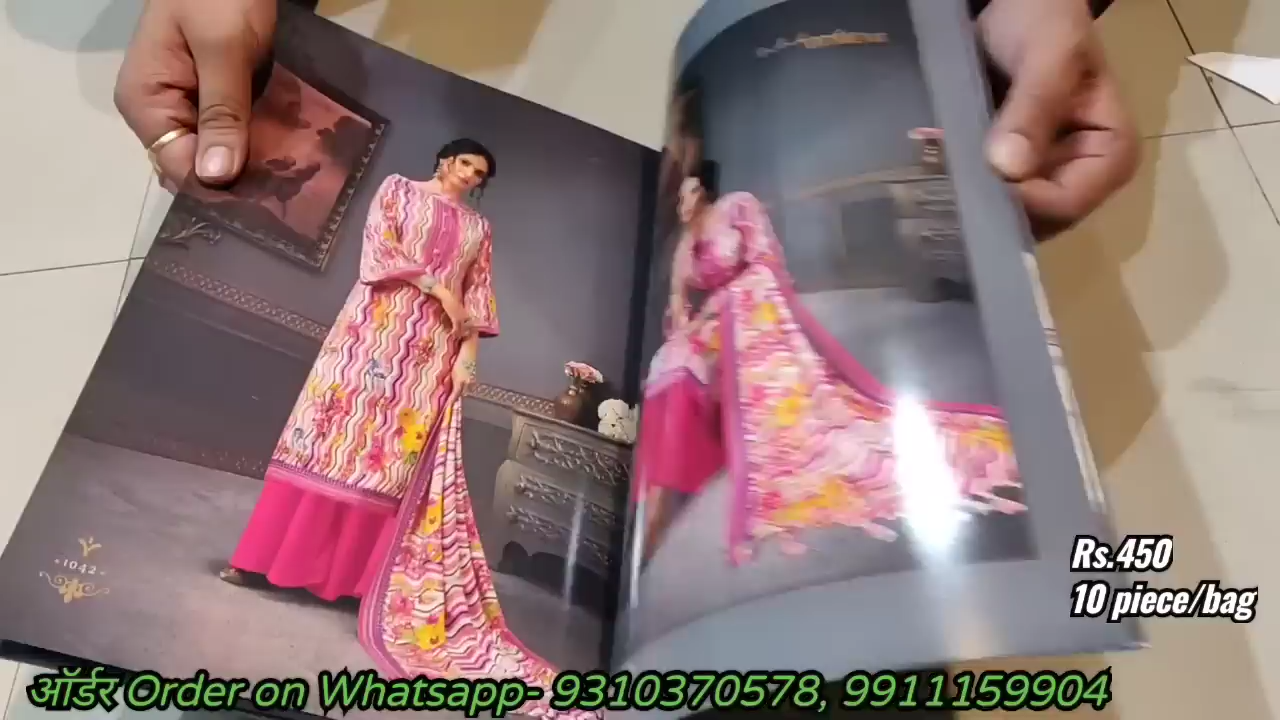 1042
Rs.450
10 piece/bag
ऑर्डर Order on Whatsapp- 9310370578, 9911159904